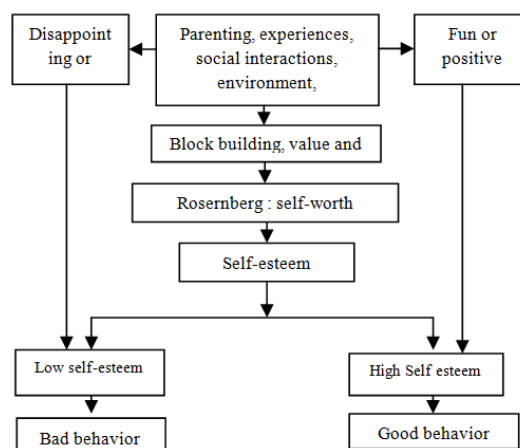 Disappoint
ing or
Parenting, experiences,
social interactions,
environment,
Fun or
positive
Block building, value and
Rosernberg : self-worth
Self-esteem
Low self-esteem
High Self esteem
Bad behavior
Good behavior